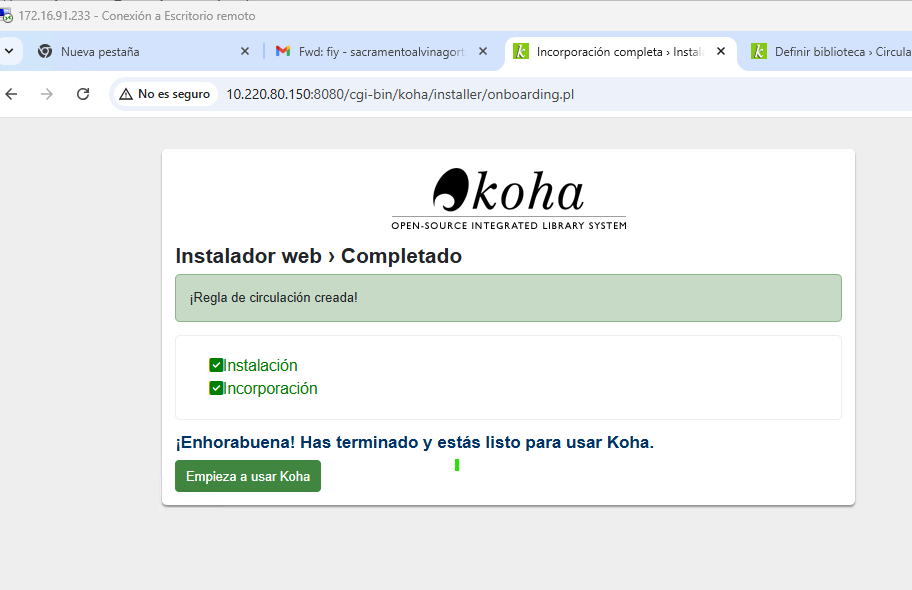 172.16.91.233 - Conexión a Escritorio remoto
Nueva pestaña
Fwd: fiy - sacramentoalvinagort
Incorporación completa › Instal
Definir biblioteca › Circula
No es seguro
10.220.80.150:8080/cgi-bin/koha/installer/onboarding.pl
koha
OPEN-SOURCE INTEGRATED LIBRARY SYSTEM
Instalador web › Completado
¡Regla de circulación creada!
Instalación
Incorporación
¡Enhorabuena! Has terminado y estás listo para usar Koha.
Empieza a usar Koha